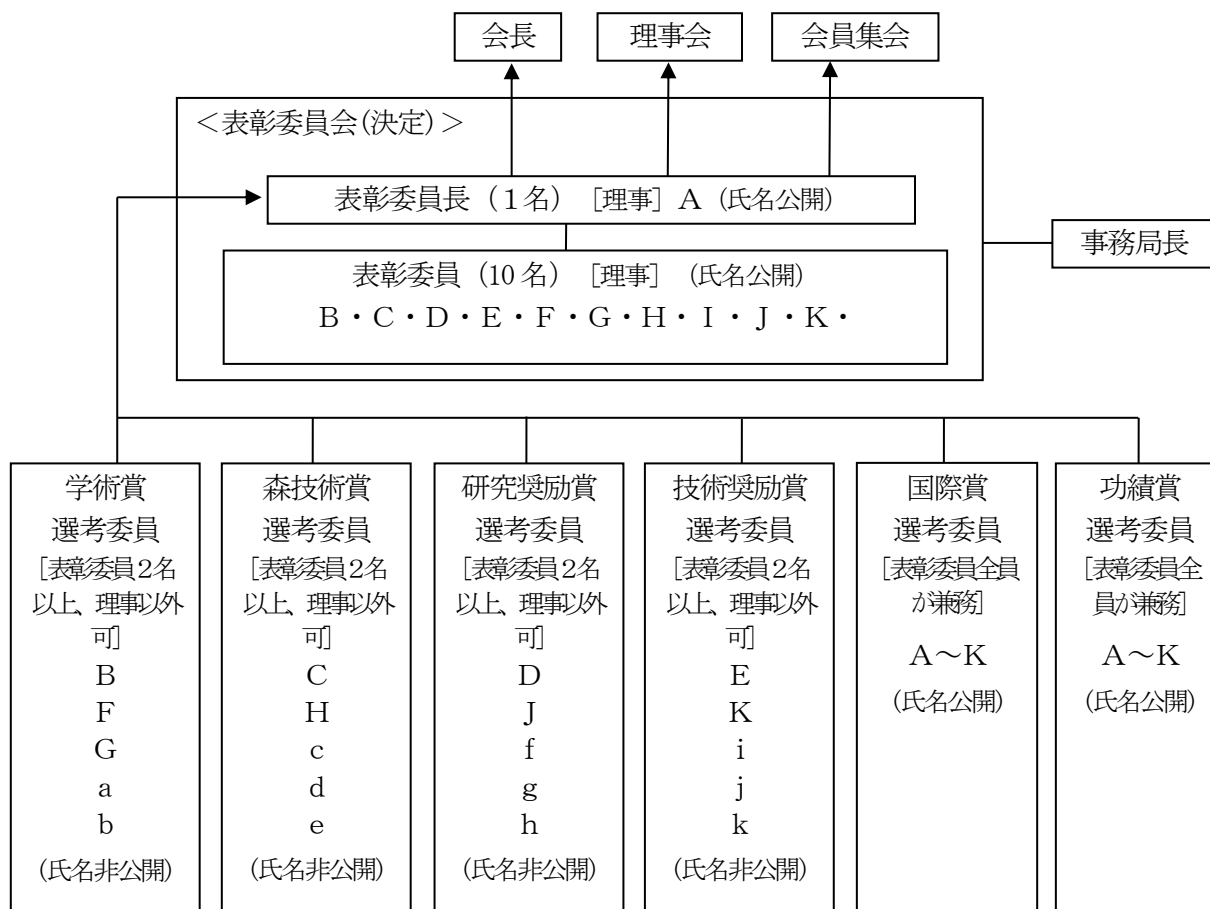 会長
理事会
会員集会
＜表彰委員会(決定)＞
表彰委員長（１名）［理事］Ａ（氏名公開）
事務局長
表彰委員（10 名）［理事］（氏名公開）
Ｂ・Ｃ・Ｄ・Ｅ・Ｆ・Ｇ・Ｈ・Ｉ・Ｊ・Ｋ・
学術賞
選考委員
［表彰委員２名
以上、理事以外
可］
Ｂ
Ｆ
Ｇ
ａ
ｂ
（氏名非公開）
森技術賞
選考委員
［表彰委員２名
以上、理事以外
可］
Ｃ
Ｈ
ｃ
ｄ
ｅ
（氏名非公開）
研究奨励賞
選考委員
［表彰委員２名
以上、理事以外
可］
Ｄ
Ｊ
ｆ
ｇ
ｈ
（氏名非公開）
技術奨励賞
選考委員
［表彰委員２名
以上、理事以外
可］
Ｅ
Ｋ
ｉ
ｊ
ｋ
（氏名非公開）
国際賞
選考委員
［表彰委員全員
が兼務］
Ａ～Ｋ
（氏名公開）
功績賞
選考委員
［表彰委員全
員が兼務］
Ａ～Ｋ
（氏名公開）